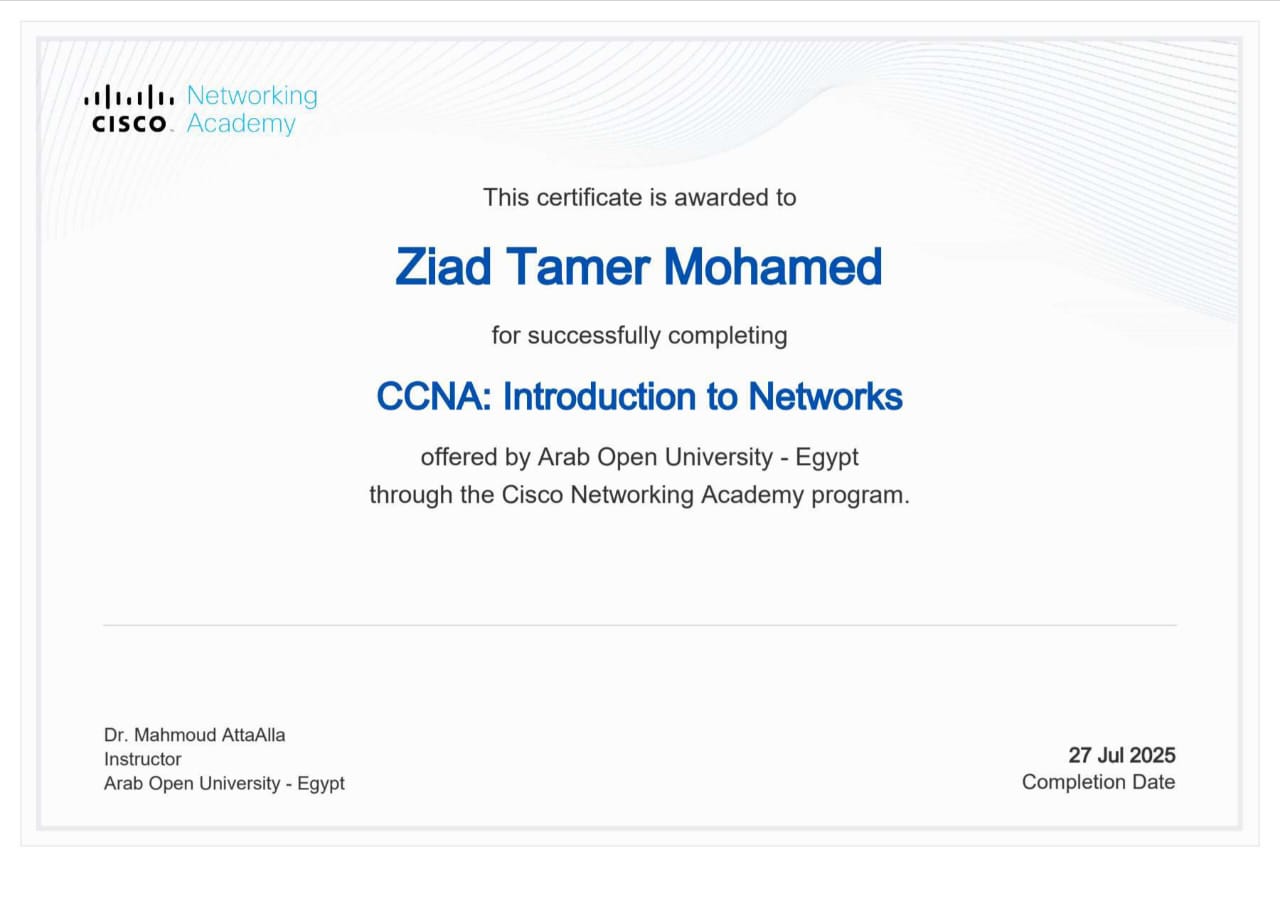 Networking
CISCO Academy
This certificate is awarded to
Ziad Tamer Mohamed
for successfully completing
CCNA: Introduction to Networks
offered by Arab Open University - Egypt
through the Cisco Networking Academy program.
Dr. Mahmoud AttaAlla
Instructor
Arab Open University - Egypt
27 Jul 2025
Completion Date